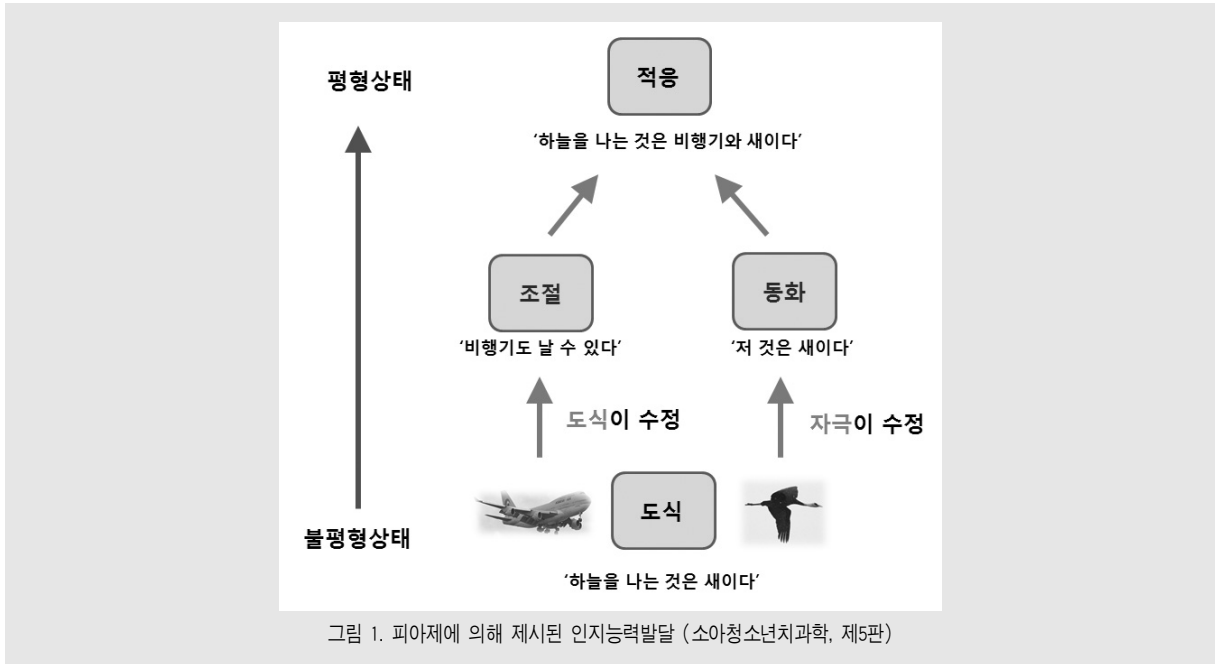 평형상태
적응
‘하늘을 나는 것은 비행기와 새이다’
조절
동화
‘비행기도 날 수 있다’
‘저 것은 새이다’
도식이 수정
자극이 수정
도식
불평형상태
‘하늘을 나는 것은 새이다’
그림 1. 피아제에 의해 제시된 인지능력발달 (소아청소년치과학, 제5판)